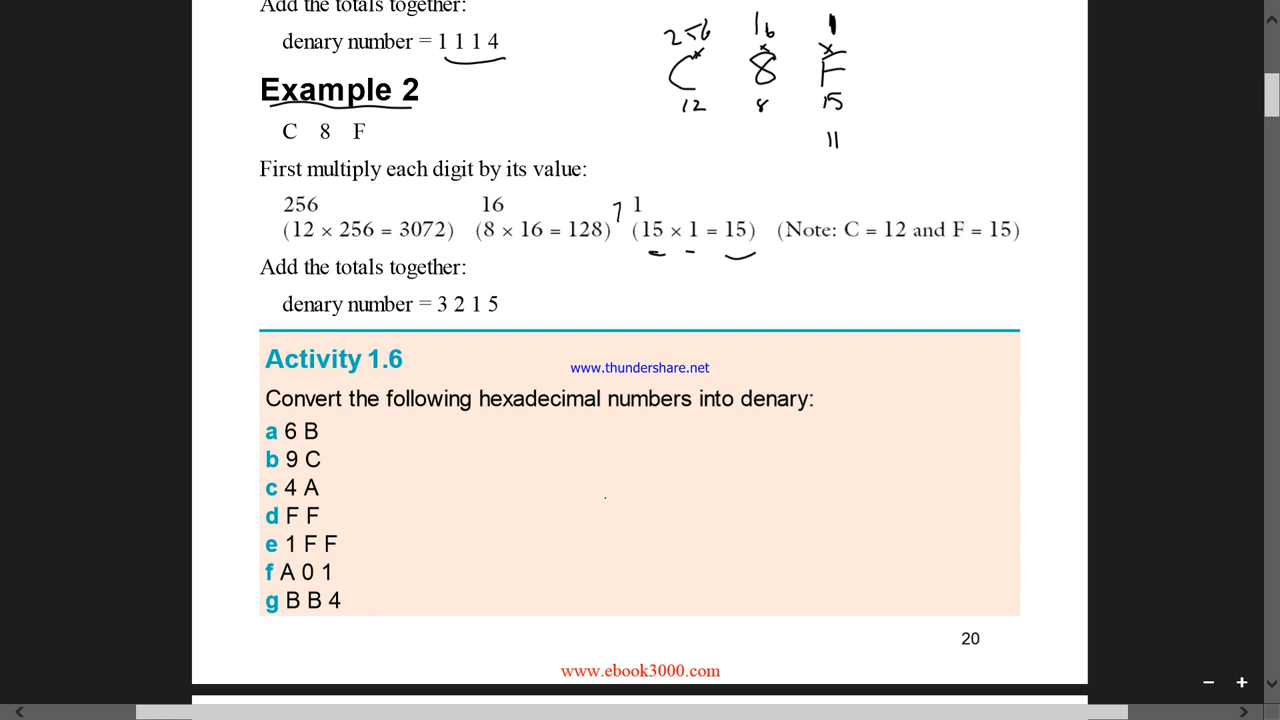 Add the totals together:
denary number = 1 1 1 4
256 16 1
C 8 F
12 8 15
11
Example 2
C 8 F
First multiply each digit by its value:
256 16 1
(12 × 256 = 3072) (8 × 16 = 128) (15 × 1 = 15) (Note: C = 12 and F = 15)
Add the totals together:
denary number = 3 2 1 5
Activity 1.6
www.thundershare.net
Convert the following hexadecimal numbers into denary:
a 6 B
b 9 C
c 4 A
d F F
e 1 F F
f A 0 1
g B B 4
20
www.ebook3000.com